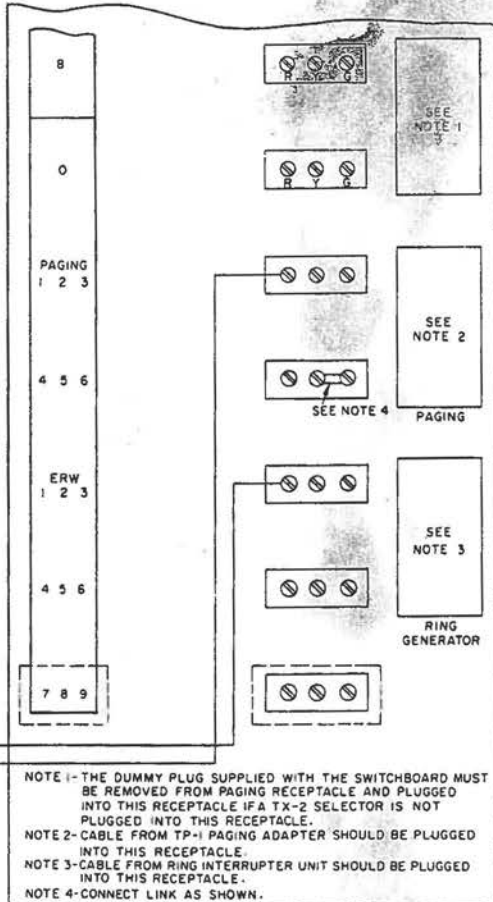 8
R Y G
SEE
NOTE 1
0
R Y G
PAGING
1 2 3
SEE
NOTE 2
4 5 6
SEE NOTE 4
PAGING
ERW
1 2 3
SEE
NOTE 3
4 5 6
RING
GENERATOR
7 8 9
NOTE 1- THE DUMMY PLUG SUPPLIED WITH THE SWITCHBOARD MUST
BE REMOVED FROM PAGING RECEPTACLE AND PLUGGED
INTO THIS RECEPTACLE IF A TX-2 SELECTOR IS NOT
PLUGGED INTO THIS RECEPTACLE.
NOTE 2- CABLE FROM TP-1 PAGING ADAPTER SHOULD BE PLUGGED
INTO THIS RECEPTACLE.
NOTE 3- CABLE FROM RING INTERRUPTER UNIT SHOULD BE PLUGGED
INTO THIS RECEPTACLE.
NOTE 4- CONNECT LINK AS SHOWN.